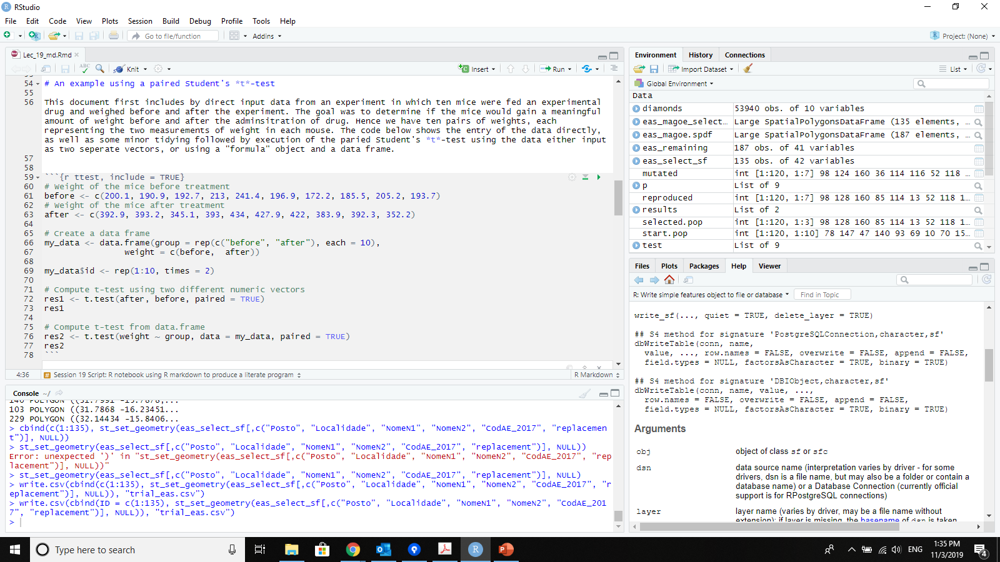 RStudio
File Edit Code View Plots Session Build Debug Profile Tools Help
Go to file/function Addins Project: (None)
Lec_19_md.Rmd
ABC Knit Insert Run
54 # An example using a paired Student's *t*-test
55
56 This document first includes by direct input data from an experiment in which ten mice were fed an experimental
drug and weighed before and after the experiment. The goal was to determine if the mice would gain a meaningful
amount of weight before and after the adminsitration of drug. Hence we have ten pairs of weights, each
representing the two measurements of weight in each mouse. The code below shows the entry of the data directly,
as well as some minor tidying followed by execution of the paried Student's *t*-test using the data either input
as two seperate vectors, or using a "formula" object and a data frame.
57
58
59 ```{r ttest, include = TRUE}
60 # Weight of the mice before treatment
61 before <- c(200.1, 190.9, 192.7, 213, 241.4, 196.9, 172.2, 185.5, 205.2, 193.7)
62 # Weight of the mice after treatment
63 after <- c(392.9, 393.2, 345.1, 393, 434, 427.9, 422, 383.9, 392.3, 352.2)
64
65 # Create a data frame
66 my_data <- data.frame(group = rep(c("before", "after"), each = 10),
67 weight = c(before, after))
68
69 my_data$id <- rep(1:10, times = 2)
70
71 # Compute t-test using two different numeric vectors
72 res1 <- t.test(after, before, paired = TRUE)
73 res1
74
75 # Compute t-test from data.frame
76 res2 <- t.test(weight ~ group, data = my_data, paired = TRUE)
77 res2
78 ```
4:36 # Session 19 Script: R notebook using R markdown to produce a literate program R Markdown
Console ~/
103 POLYGON ((31.7868 -16.23451...
229 POLYGON ((32.14434 -15.8406...
> cbind(c(1:135), st_set_geometry(eas_select_sf[,c("Posto", "Localidade", "NomeN1", "NomeN2", "CodAE_2017", "replacemen
t")], NULL))
> st_set_geometry(eas_select_sf[,c("Posto", "Localidade", "NomeN1", "NomeN2", "CodAE_2017", "replacement")], NULL))
Error: unexpected ')' in "st_set_geometry(eas_select_sf[,c("Posto", "Localidade", "NomeN1", "NomeN2", "CodAE_2017", "rep
lacement")], NULL))"
> st_set_geometry(eas_select_sf[,c("Posto", "Localidade", "NomeN1", "NomeN2", "CodAE_2017", "replacement")], NULL)
> write.csv(cbind(c(1:135), st_set_geometry(eas_select_sf[,c("Posto", "Localidade", "NomeN1", "NomeN2", "CodAE_2017", "r
eplacement")], NULL)), "trial_eas.csv")
> write.csv(cbind(ID = c(1:135), st_set_geometry(eas_select_sf[,c("Posto", "Localidade", "NomeN1", "NomeN2", "CodAE_201
7", "replacement")], NULL)), "trial_eas.csv")
>
Environment History Connections
Import Dataset List
Global Environment
Data
diamonds 53940 obs. of 10 variables
eas_magoe_select... Large SpatialPolygonsDataFrame (135 elements, ...
eas_magoe.spdf Large SpatialPolygonsDataFrame (187 elements, ...
eas_remaining 187 obs. of 41 variables
eas_select_sf 135 obs. of 42 variables
mutated int [1:120, 1:7] 98 124 160 36 114 116 52 118 ...
p List of 9
reproduced int [1:120, 1:7] 98 128 160 85 114 13 52 118 1...
results List of 2
selected.pop int [1:120, 1:3] 98 128 160 85 114 13 52 118 1...
start.pop int [1:120, 1:10] 78 147 47 140 93 69 10 70 15...
test List of 9
Files Plots Packages Help Viewer
R: Write simple features object to file or database Find in Topic
write_sf(..., quiet = TRUE, delete_layer = TRUE)
## S4 method for signature 'PostgreSQLConnection,character,sf'
dbWriteTable(conn, name,
value, ..., row.names = FALSE, overwrite = FALSE, append = FALSE,
field.types = NULL, factorsAsCharacter = TRUE, binary = TRUE)
## S4 method for signature 'DBIObject,character,sf'
dbWriteTable(conn, name, value, ...,
row.names = FALSE, overwrite = FALSE, append = FALSE,
field.types = NULL, factorsAsCharacter = TRUE, binary = TRUE)
Arguments
obj object of class sf or sfc
dsn data source name (interpretation varies by driver - for some
drivers, dsn is a file name, but may also be a folder or contain a
database name) or a Database Connection (currently official
support is for RPostgreSQL connections)
layer layer name (varies by driver, may be a file name without
extension); if layer is missing, the basename of dsn is taken
Type here to search
ENG 1:35 PM
11/3/2019 4